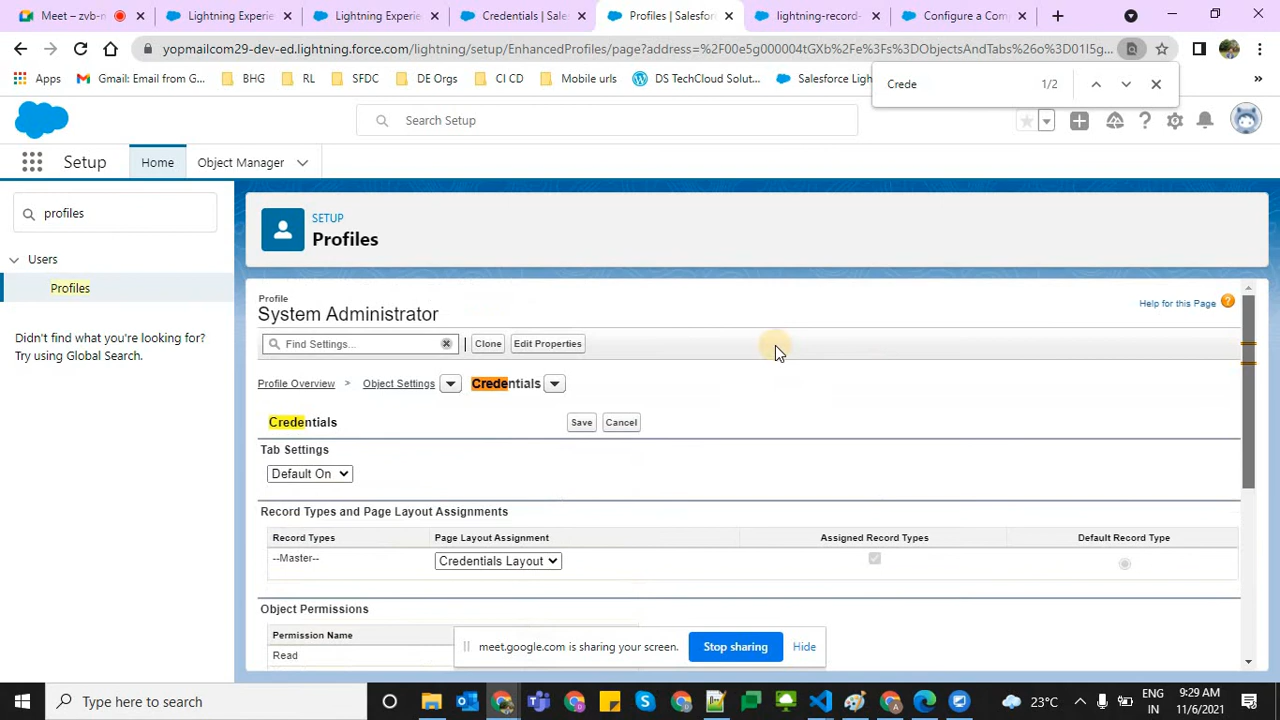 Meet – zvb-n
Lightning Experie
Lightning Experie
Credentials | Sales
Profiles | Salesfor
lightning-record-
Configure a Com
yopmailcom29-dev-ed.lightning.force.com/lightning/setup/EnhancedProfiles/page?address=%2F00e5g000004tGXb%2Fe%3Fs%3DObjectsAndTabs%26o%3D01I5g...
Apps
Gmail: Email from G...
BHG
RL
SFDC
DE Orgs
CI CD
Mobile urls
DS TechCloud Solut...
Salesforce Ligh
»
Crede 1/2
Search Setup
Setup
Home
Object Manager
profiles
Users
Profiles
Didn't find what you're looking for?
Try using Global Search.
SETUP
Profiles
Profile
System Administrator
Help for this Page
Find Settings...
Clone
Edit Properties
Profile Overview > Object Settings Credentials
Credentials
Save
Cancel
Tab Settings
Default On
Record Types and Page Layout Assignments
Record Types
Page Layout Assignment
Assigned Record Types
Default Record Type
--Master--
Credentials Layout
Object Permissions
Permission Name
Read
meet.google.com is sharing your screen.
Stop sharing
Hide
Type here to search
23°C
ENG
IN
9:29 AM
11/6/2021